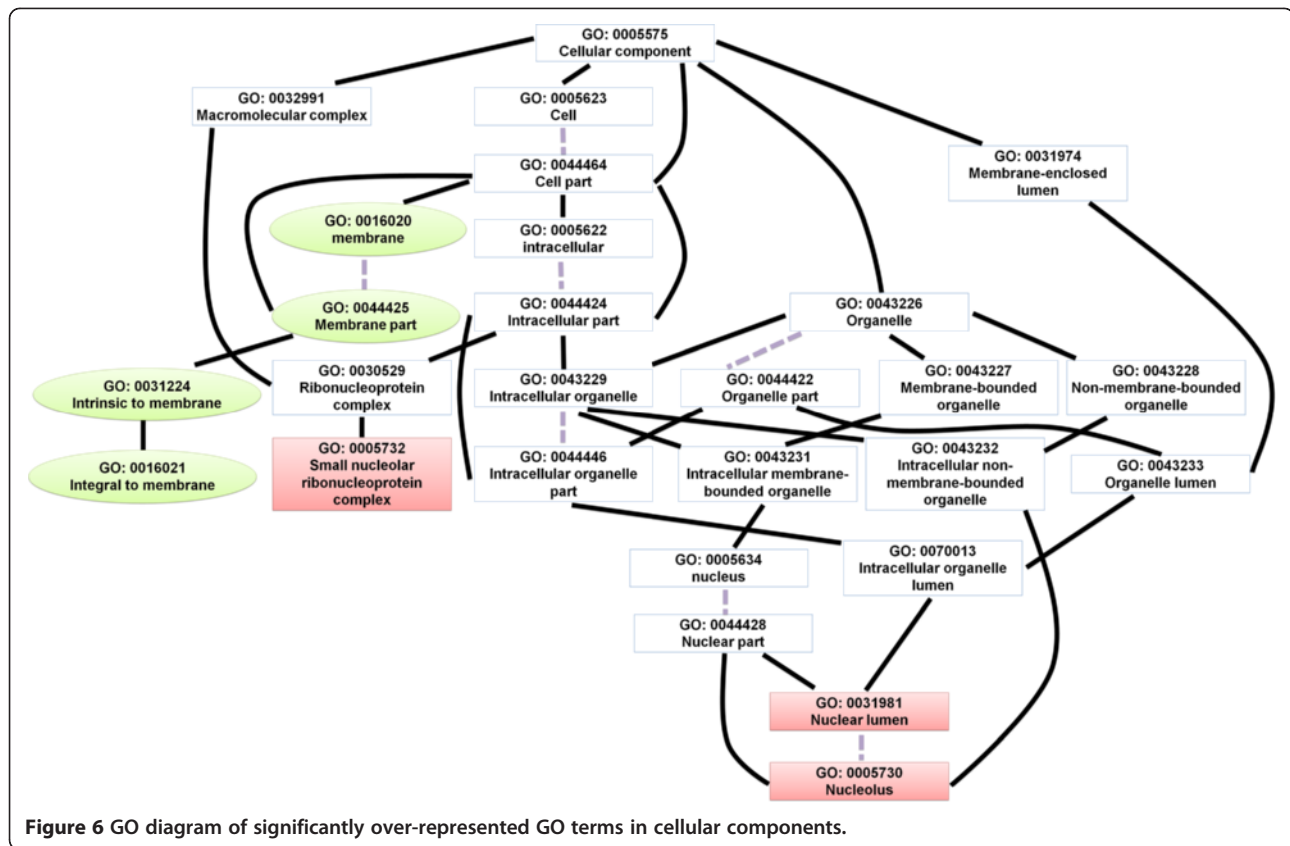 GO: 0005575
Cellular component
GO: 0032991
Macromolecular complex
GO: 0005623
Cell
GO: 0031974
Membrane-enclosed
lumen
GO: 0044464
Cell part
GO: 0016020
membrane
GO: 0005622
intracellular
GO: 0044425
Membrane part
GO: 0044424
Intracellular part
GO: 0043226
Organelle
GO: 0031224
Intrinsic to membrane
GO: 0030529
Ribonucleoprotein
complex
GO: 0043229
Intracellular organelle
GO: 0044422
Organelle part
GO: 0043227
Membrane-bounded
organelle
GO: 0043228
Non-membrane-bounded
organelle
GO: 0016021
Integral to membrane
GO: 0005732
Small nucleolar
ribonucleoprotein
complex
GO: 0044446
Intracellular organelle
part
GO: 0043231
Intracellular membrane-
bounded organelle
GO: 0043232
Intracellular non-
membrane-bounded
organelle
GO: 0043233
Organelle lumen
GO: 0005634
nucleus
GO: 0070013
Intracellular organelle
lumen
GO: 0044428
Nuclear part
GO: 0031981
Nuclear lumen
GO: 0005730
Nucleolus
Figure 6 GO diagram of significantly over-represented GO terms in cellular components.